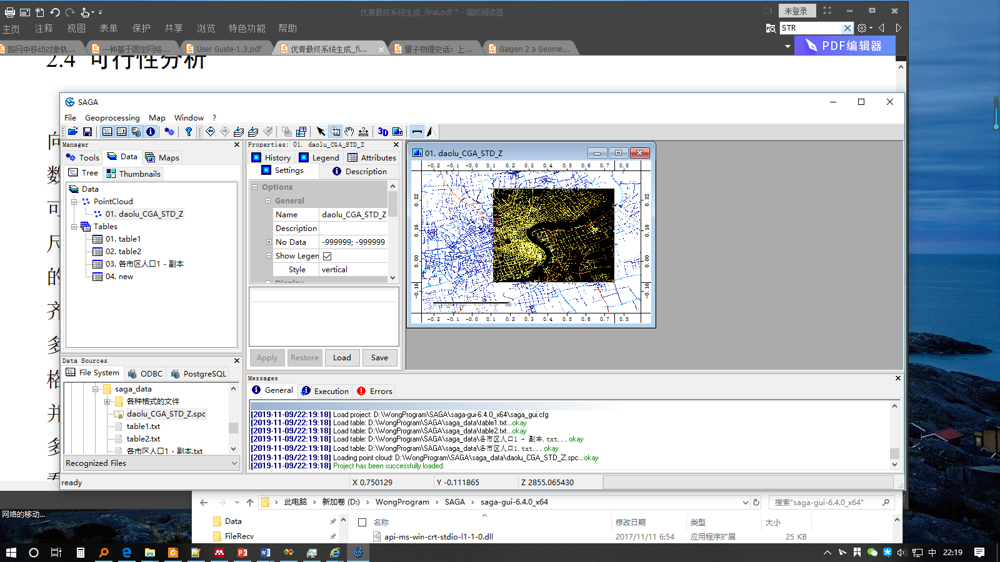 优青最终系统生成_final.pdf * - 福昕阅读器
未登录
主页 注释 视图 表单 保护 共享 浏览 特色功能 帮助
STR
路网中移动对象轨...
一种基于固定网络...
User Guide-1.3.pdf
优青最终系统生成_fi...
量子物理史话：上...
Gaigen 2 a Geome...
PDF编辑器
2.4 可行性分析
向
数
可
尺
的
齐
多
格
并
多
SAGA
File Geoprocessing Map Window ?
3D
Manager
Tools Data Maps
Tree Thumbnails
Data
PointCloud
01. daolu_CGA_STD_Z
Tables
01. table1
02. table2
03. 各市区人口1 - 副本
04. new
Properties: 01. daolu_CGA_STD_Z
History Legend Attributes
Settings Description
Options
General
Name daolu_CGA_STD_Z
Description
No Data -999999; -999999
Show Legen
Style vertical
Display
Apply Restore Load Save
01. daolu_CGA_STD_Z
-0.2 -0.1 -0.0 0.1 0.2 0.3 0.4 0.5 0.6 0.7 0.8
0.32 0.16 0.00 -0.16
0.32 0.16 0.00 -0.16
-0.2 -0.1 -0.0 0.1 0.2 0.3 0.4 0.5 0.6 0.7 0.8
Data Sources
File System ODBC PostgreSQL
saga_data
各种格式的文件
daolu_CGA_STD_Z.spc
table1.txt
table2.txt
各市区人口1 - 副本.txt
Recognized Files
Messages
General Execution Errors
[2019-11-09/22:19:18] Load project: D:\WongProgram\SAGA\saga-gui-6.4.0_x64\saga_gui.cfg
[2019-11-09/22:19:18] Load table: D:\WongProgram\SAGA\saga_data\table1.txt...okay
[2019-11-09/22:19:18] Load table: D:\WongProgram\SAGA\saga_data\table2.txt...okay
[2019-11-09/22:19:18] Load table: D:\WongProgram\SAGA\saga_data\各市区人口1 - 副本.txt...okay
[2019-11-09/22:19:18] Load table: D:\WongProgram\SAGA\saga_data\各市区人口1.txt...okay
[2019-11-09/22:19:18] Loading point cloud: D:\WongProgram\SAGA\saga_data\daolu_CGA_STD_Z.spc...okay
[2019-11-09/22:19:18] Project has been successfully loaded.
ready X 0.750129 Y -0.111865 Z 2855.065430
此电脑 新加卷 (D:) WongProgram SAGA saga-gui-6.4.0_x64
搜索"saga-gui-6.4.0_x64"
网络的移动...
Data
FileRecv
名称 修改日期 类型 大小
api-ms-win-crt-stdio-l1-1-0.dll 2017/11/11 6:54 应用程序扩展 25 KB
中 22:19